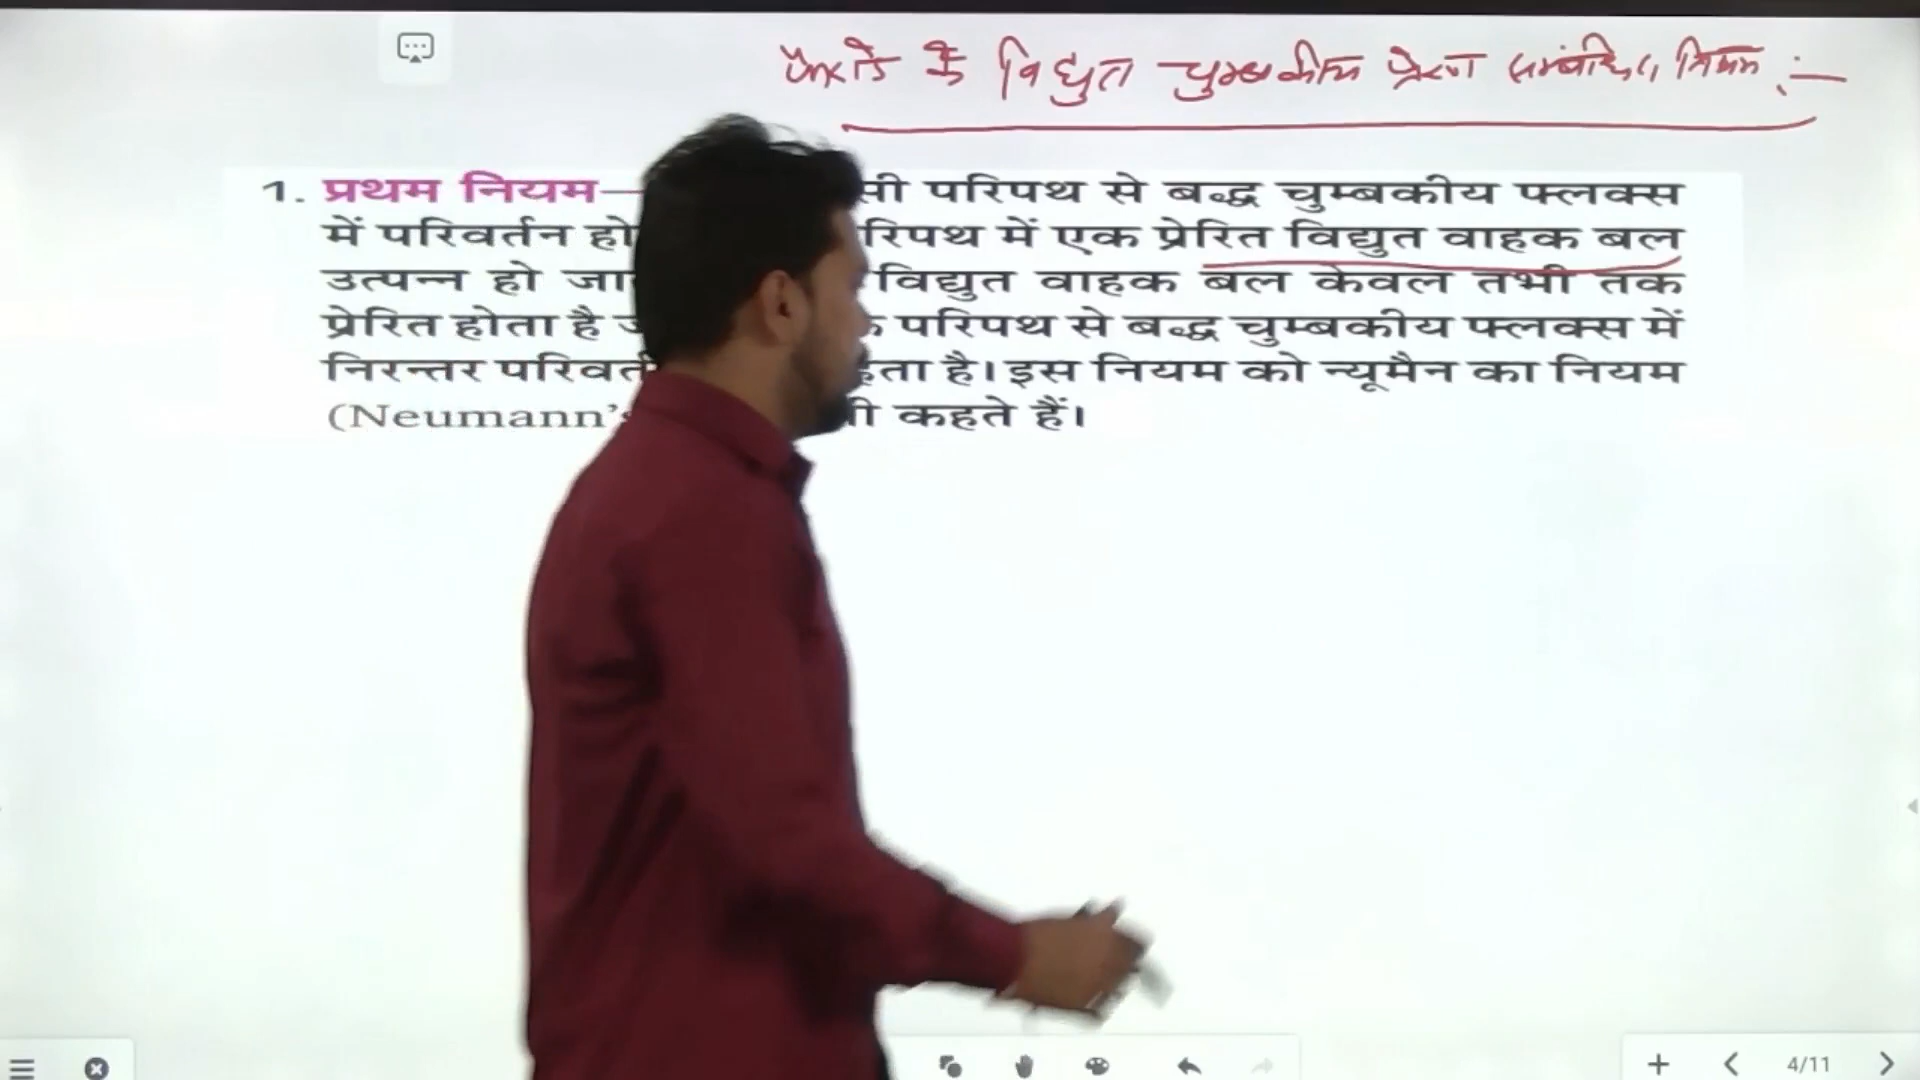 फैराडे के विद्युत चुम्बकीय प्रेरण सम्बंधित नियम :—
1. प्रथम नियम— सी परिपथ से बद्ध चुम्बकीय फ्लक्स
में परिवर्तन हो रिपथ में एक प्रेरित विद्युत वाहक बल
उत्पन्न हो जा विद्युत वाहक बल केवल तभी तक
प्रेरित होता है परिपथ से बद्ध चुम्बकीय फ्लक्स में
निरन्तर परिवर्त हता है। इस नियम को न्यूमैन का नियम
(Neumann's ी कहते हैं।
4/11